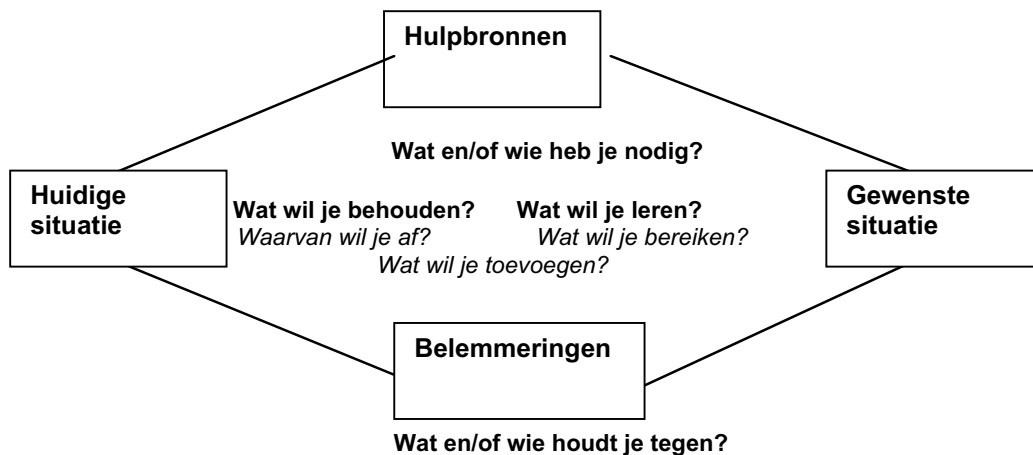 Hulpbronnen
Wat en/of wie heb je nodig?
Huidige
situatie
Wat wil je behouden?
Wat wil je leren?
Waarvan wil je af?
Wat wil je bereiken?
Wat wil je toevoegen?
Gewenste
situatie
Belemmeringen
Wat en/of wie houdt je tegen?